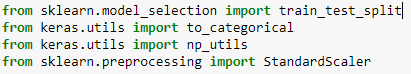 from sklearn.model_selection import train_test_split
from keras.utils import to_categorical
from keras.utils import np_utils
from sklearn.preprocessing import StandardScaler